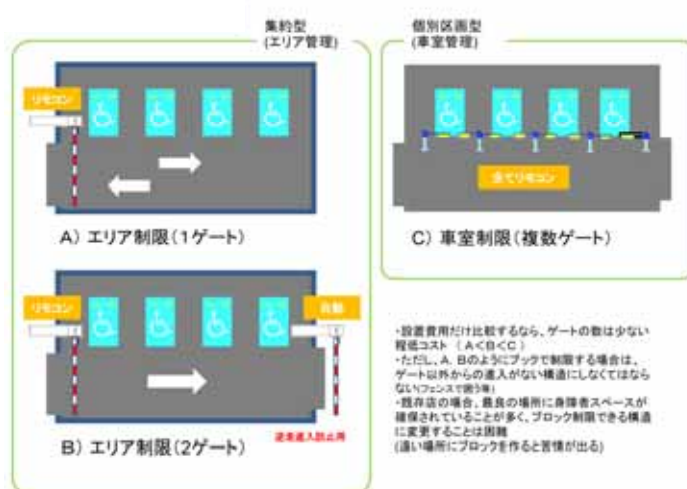 集約型
(エリア管理)
個別区画型
(車室管理)
リモコン
A) エリア制限(1ゲート)
全てリモコン
C) 車室制限(複数ゲート)
リモコン
自動
逆走進入防止用
B) エリア制限(2ゲート)
・設置費用だけ比較するなら、ゲートの数は少ない
程低コスト (A<B<C)
・ただし、A, Bのようにブックで制限する場合は、
ゲート以外からの進入がない構造にしなくてはなら
ない(フェンスで囲う等)
・既存店の場合、最良の場所に身障者スペースが
確保されていることが多く、ブロック制限できる構造
に変更することは困難
(遠い場所にブロックを作ると苦情が出る)